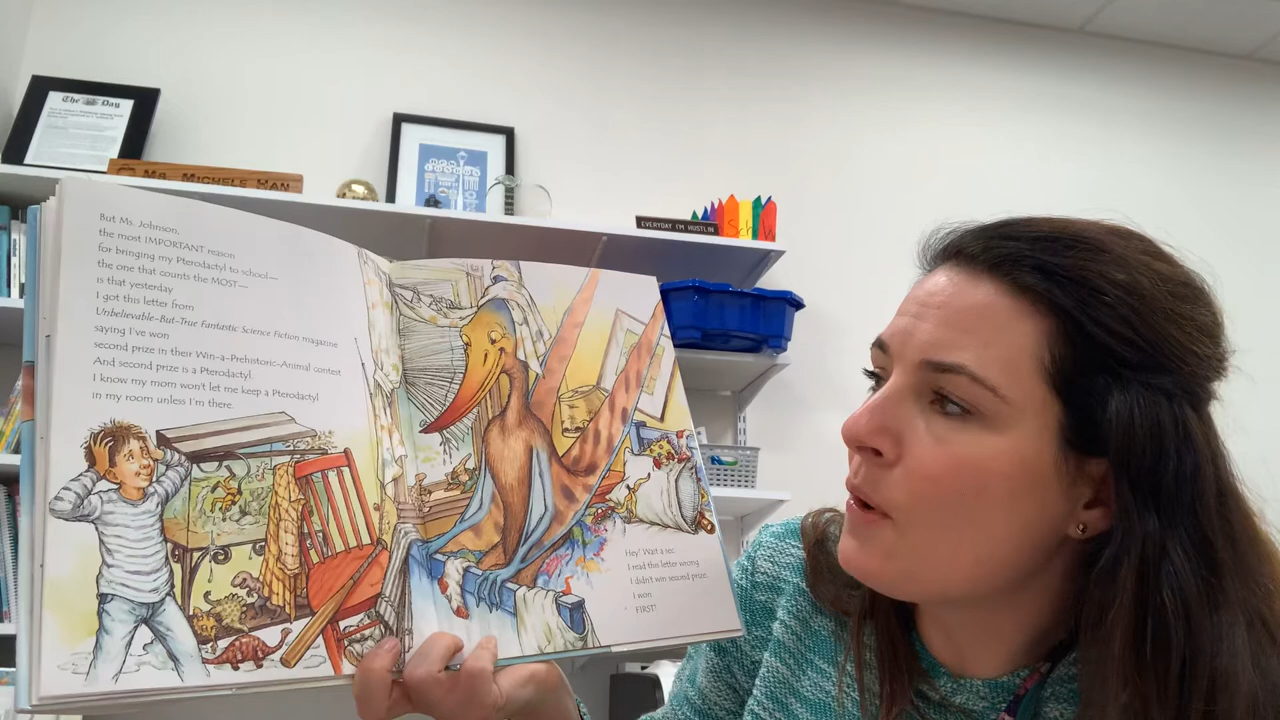 The Day
MS. MICHELE HAN
EVERYDAY I'M HUSTLIN
Sch
But Ms. Johnson,
the most IMPORTANT reason
for bringing my Pterodactyl to school—
the one that counts the MOST—
is that yesterday
I got this letter from
Unbelievable-But-True Fantastic Science Fiction magazine
saying I've won
second prize in their Win-a-Prehistoric-Animal contest
And second prize is a Pterodactyl.
I know my mom won't let me keep a Pterodactyl
in my room unless I'm there.
Hey! Wait a sec.
I read this letter wrong
I didn't win second prize.
I won
FIRST!